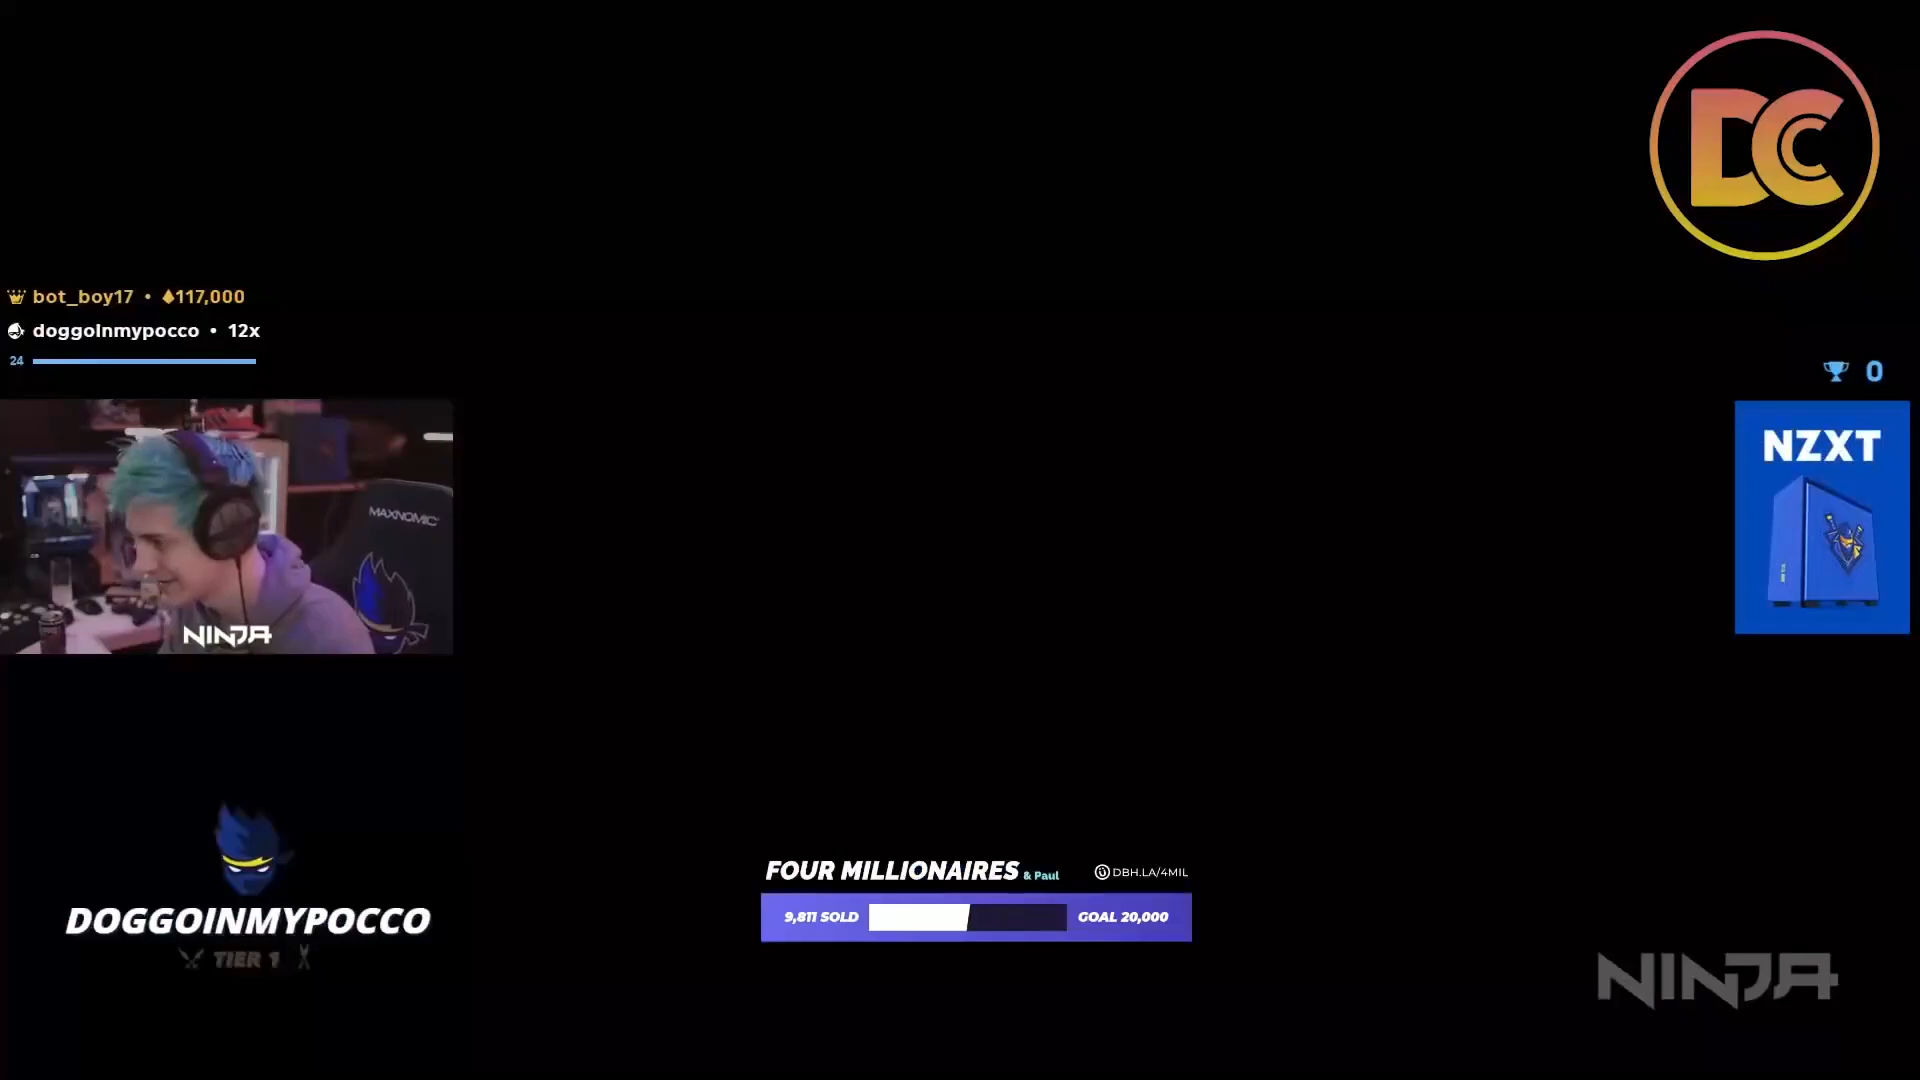 DC
bot_boy17 • 117,000
doggoinmypocco • 12x
24
0
NZXT
MAXNOMIC
NINJA
DOGGOINMYPOCCO
TIER 1
FOUR MILLIONAIRES & Paul
DBH.LA/4MIL
9,811 SOLD
GOAL 20,000
NINJA